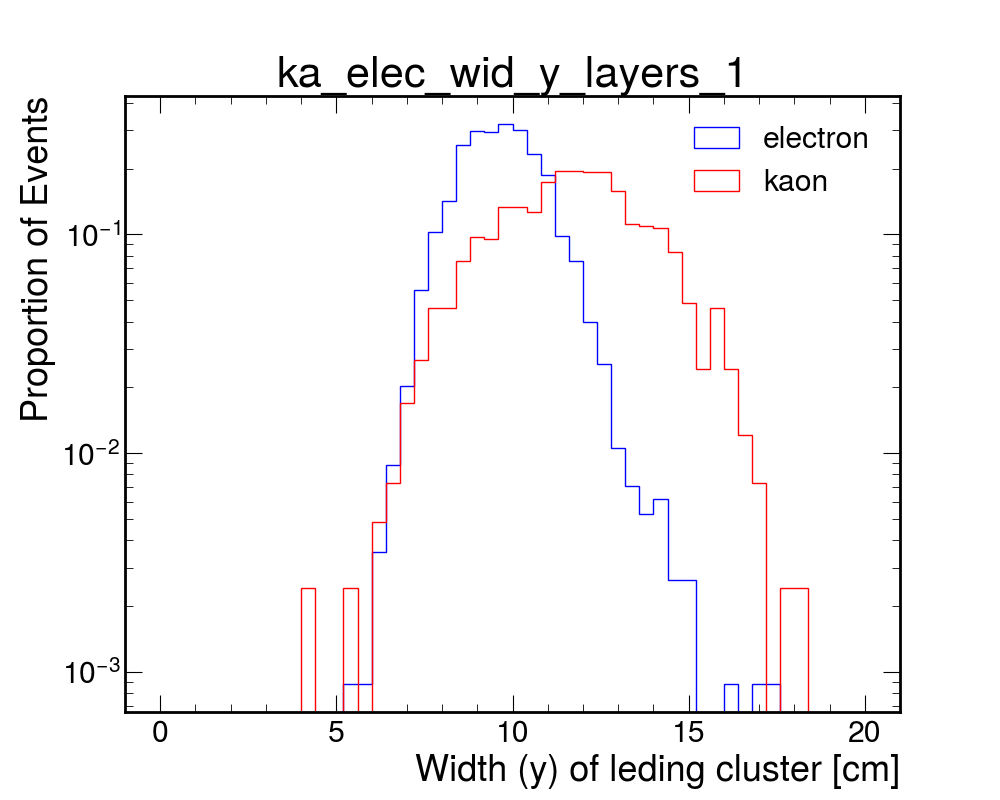 ka_elec_wid_y_layers_1
Proportion of Events
electron
kaon
10⁻¹
10⁻²
10⁻³
0 5 10 15 20
Width (y) of leding cluster [cm]